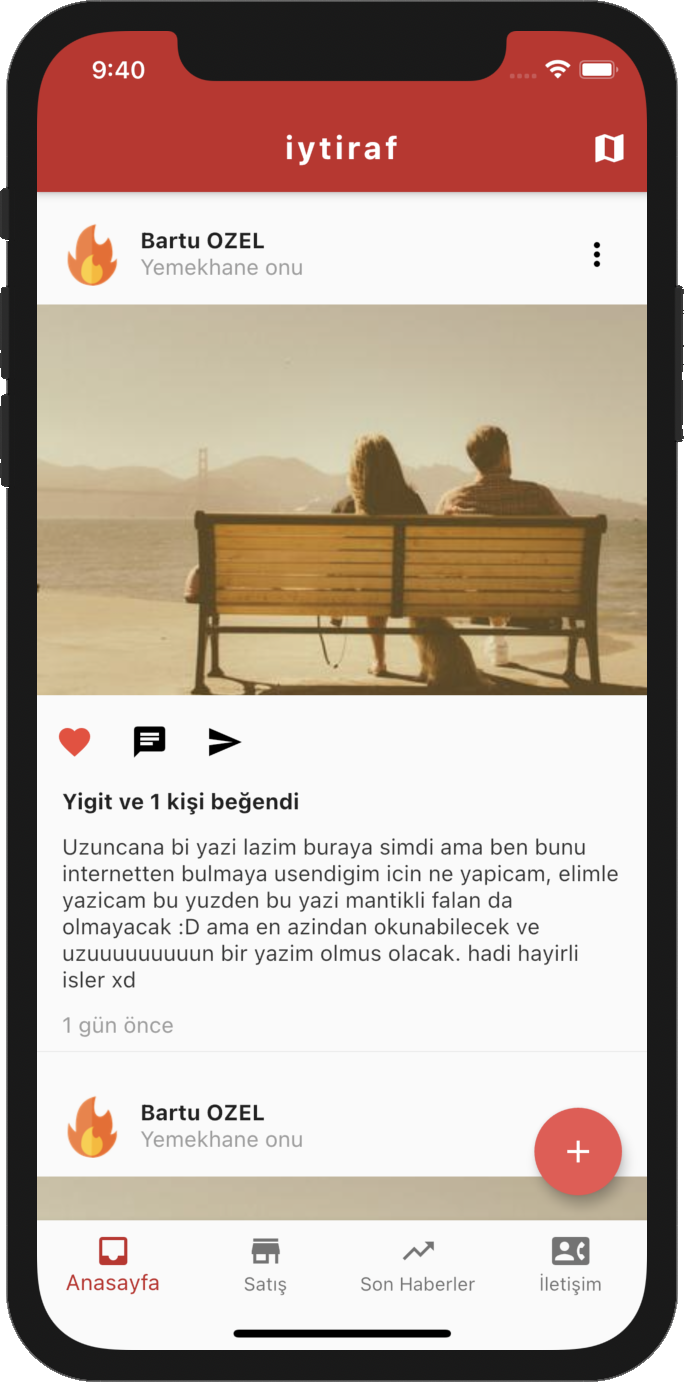 9:40
iytiraf
Bartu OZEL
Yemekhane onu
Yigit ve 1 kişi beğendi
Uzuncana bi yazi lazim buraya simdi ama ben bunu
internetten bulmaya usendigim icin ne yapicam, elimle
yazicam bu yuzden bu yazi mantikli falan da
olmayacak :D ama en azindan okunabilecek ve
uzuuuuuuuuun bir yazim olmus olacak. hadi hayirli
isler xd
1 gün önce
Bartu OZEL
Yemekhane onu
Anasayfa
Satış
Son Haberler
İletişim